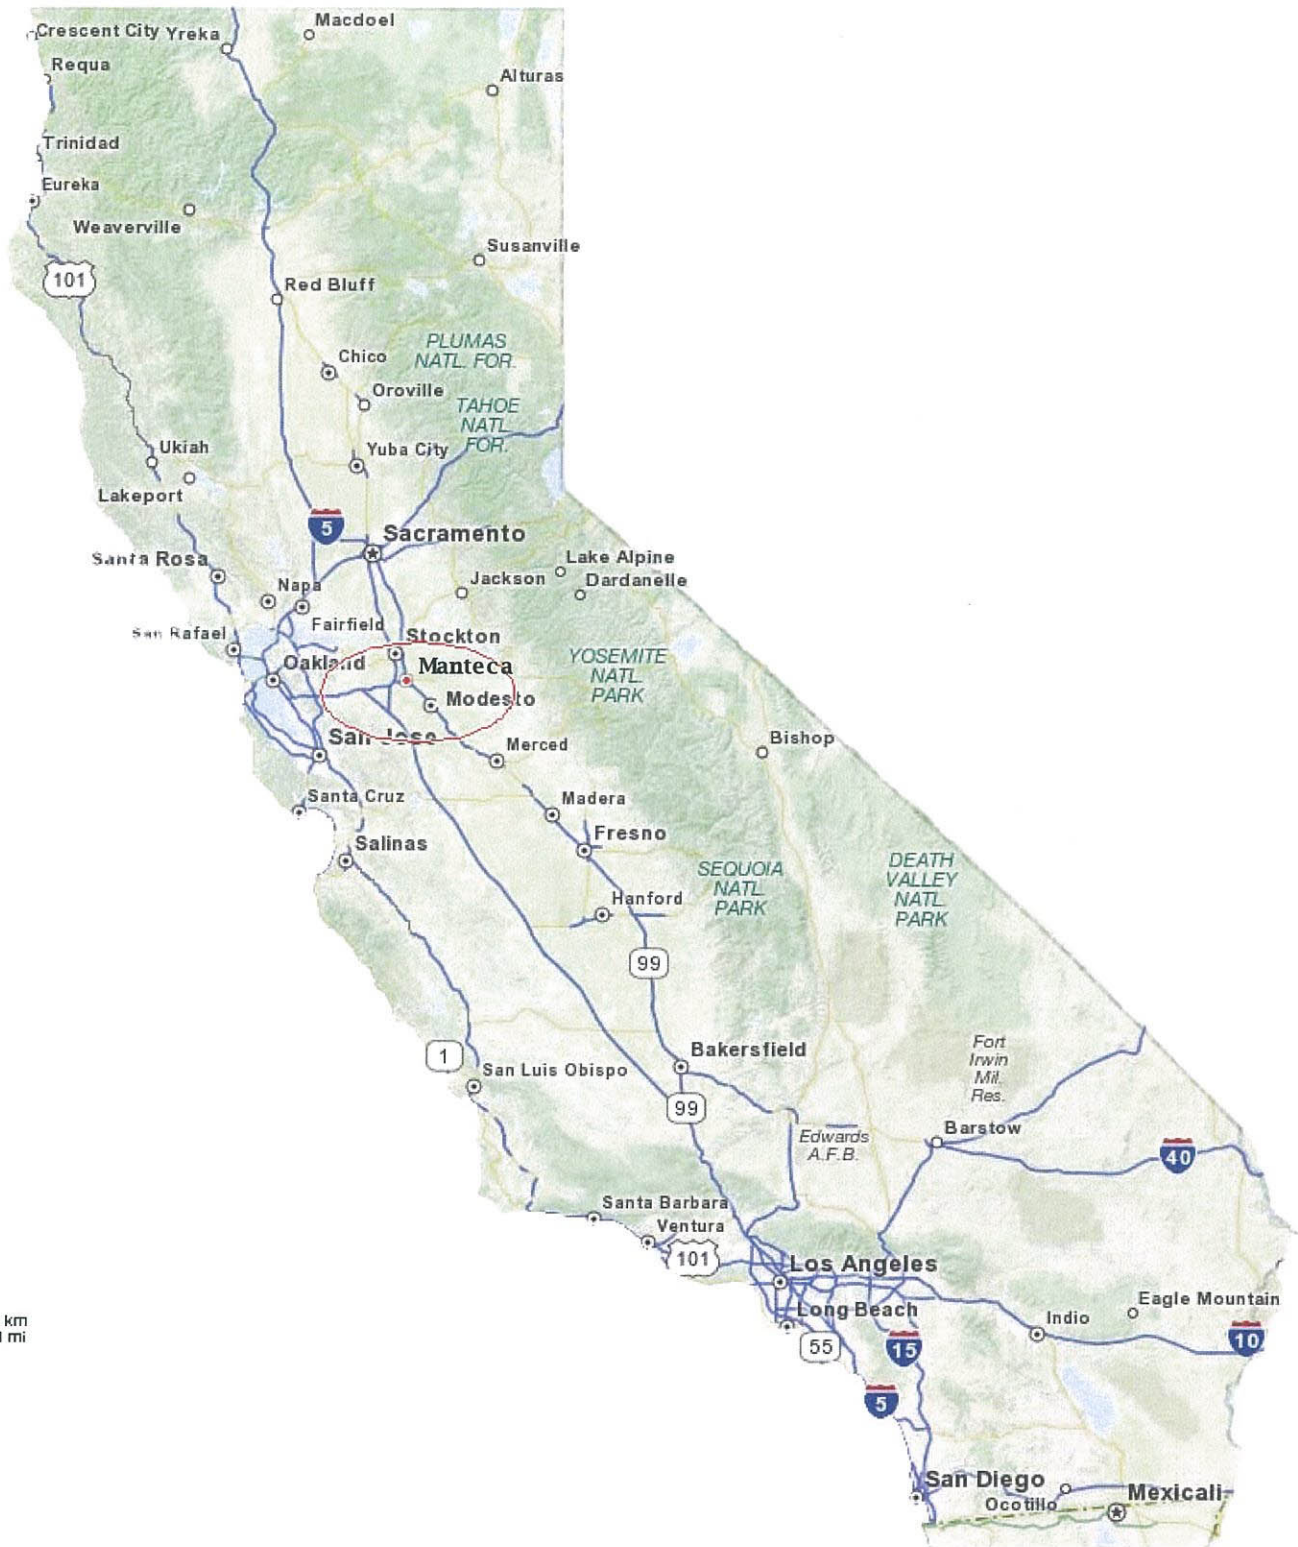 Macdoel
Crescent City
Yreka
Requa
Alturas
Trinidad
Eureka
Weaverville
Susanville
101
Red Bluff
PLUMAS
NATL. FOR.
Chico
Oroville
TAHOE
NATL.
FOR.
Ukiah
Yuba City
Lakeport
5
Sacramento
Santa Rosa
Lake Alpine
Jackson
Dardanelle
Napa
Fairfield
San Rafael
Stockton
Oakland
Manteca
YOSEMITE
NATL.
PARK
Modesto
San Jose
Merced
Bishop
Santa Cruz
Madera
Salinas
Fresno
SEQUOIA
NATL.
PARK
DEATH
VALLEY
NATL.
PARK
Hanford
99
Fort
Irwin
Mil.
Res.
1
Bakersfield
San Luis Obispo
99
Edwards
A.F.B.
Barstow
40
Santa Barbara
Ventura
101
Los Angeles
Long Beach
Eagle Mountain
Indio
km
mi
55
15
10
5
San Diego
Ocotillo
Mexicali